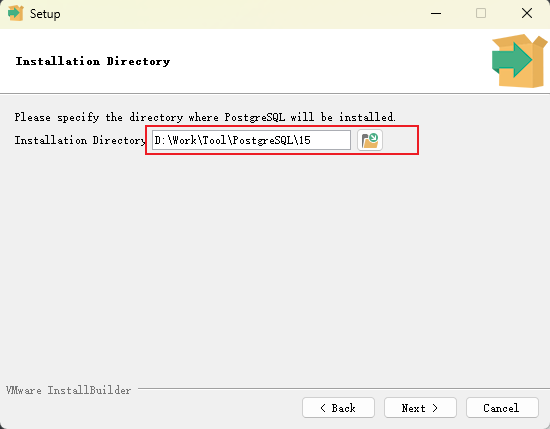 Setup
Installation Directory
Please specify the directory where PostgreSQL will be installed.
Installation Directory D:\Work\Tool\PostgreSQL\15
VMware InstallBuilder
< Back Next > Cancel